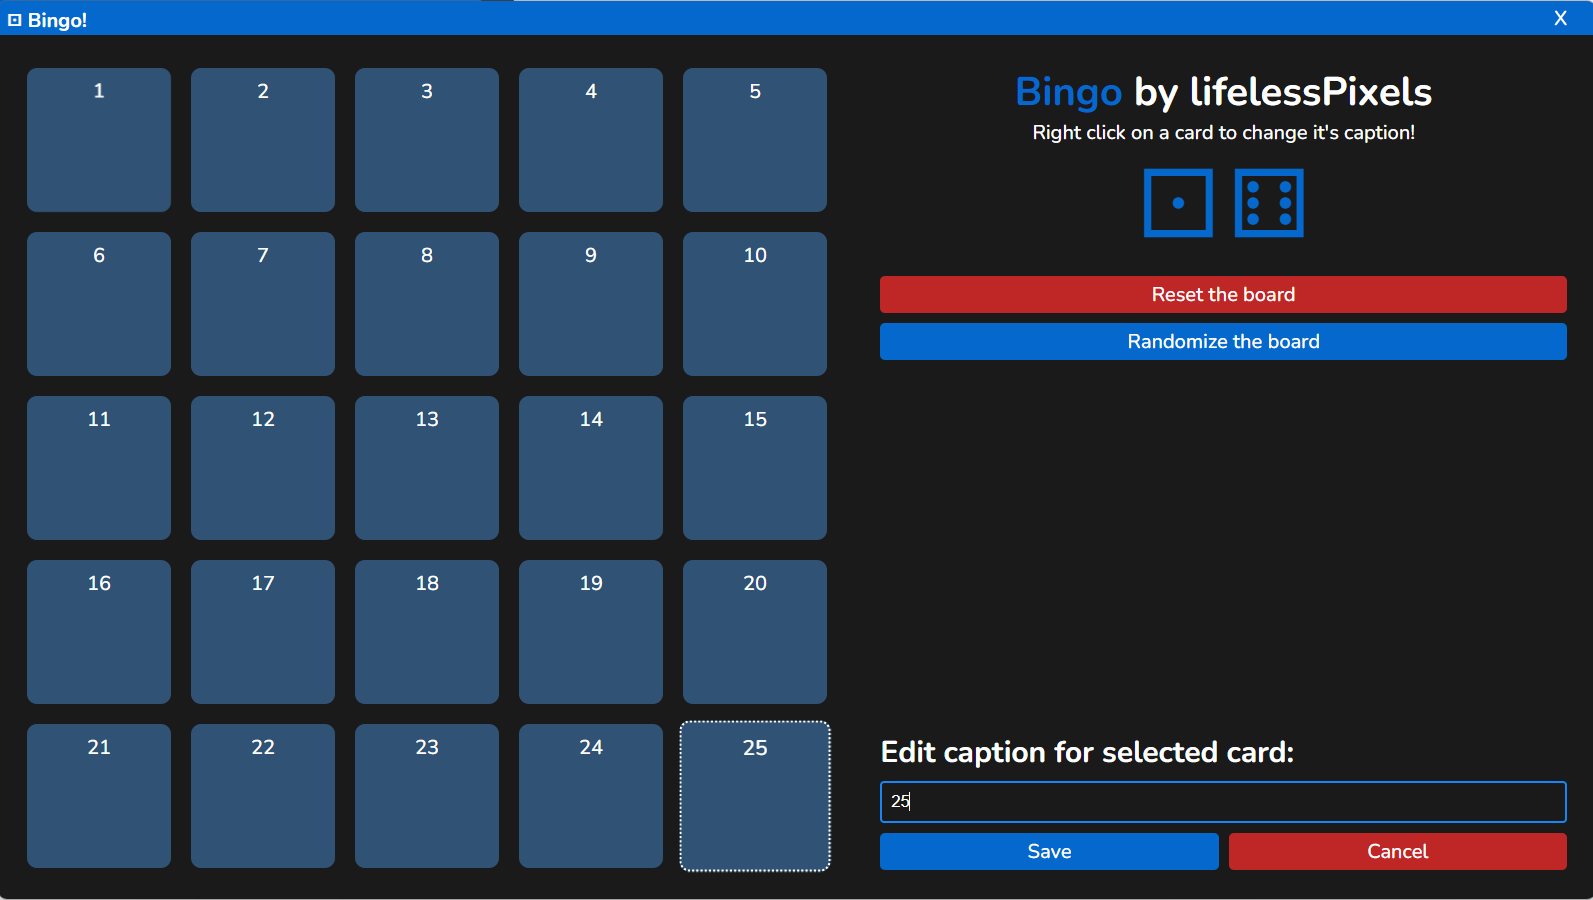 Bingo!
X
1 2 3 4 5
6 7 8 9 10
11 12 13 14 15
16 17 18 19 20
21 22 23 24 25
Bingo by lifelessPixels
Right click on a card to change it's caption!
Reset the board
Randomize the board
Edit caption for selected card:
25
Save Cancel